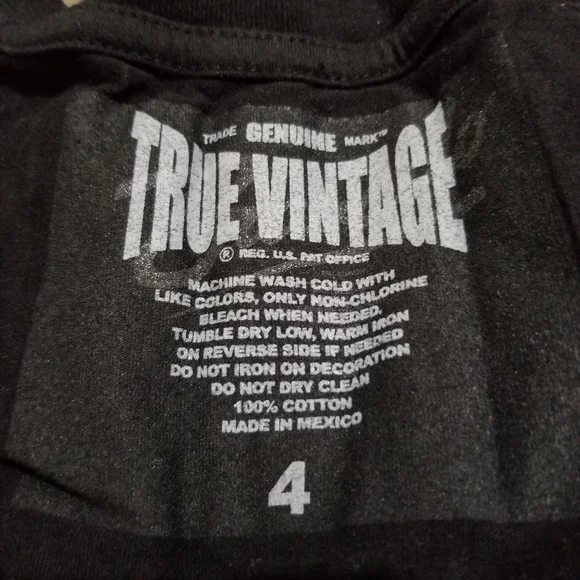 TRADE GENUINE MARK™
TRUE VINTAGE
® REG. U.S. PAT OFFICE
MACHINE WASH COLD WITH
LIKE COLORS, ONLY NON-CHLORINE
BLEACH WHEN NEEDED.
TUMBLE DRY LOW, WARM IRON
ON REVERSE SIDE IF NEEDED
DO NOT IRON ON DECORATION
DO NOT DRY CLEAN
100% COTTON
MADE IN MEXICO
4